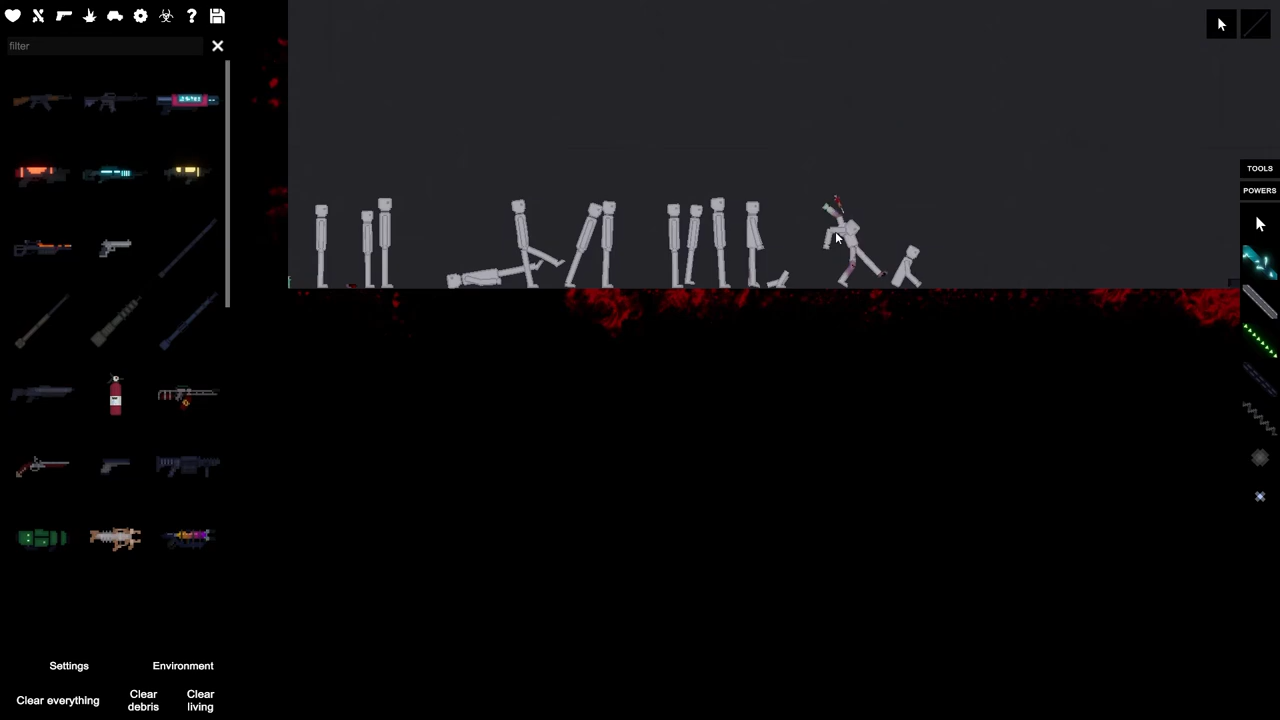 filter
TOOLS
POWERS
Settings
Environment
Clear everything
Clear
debris
Clear
living